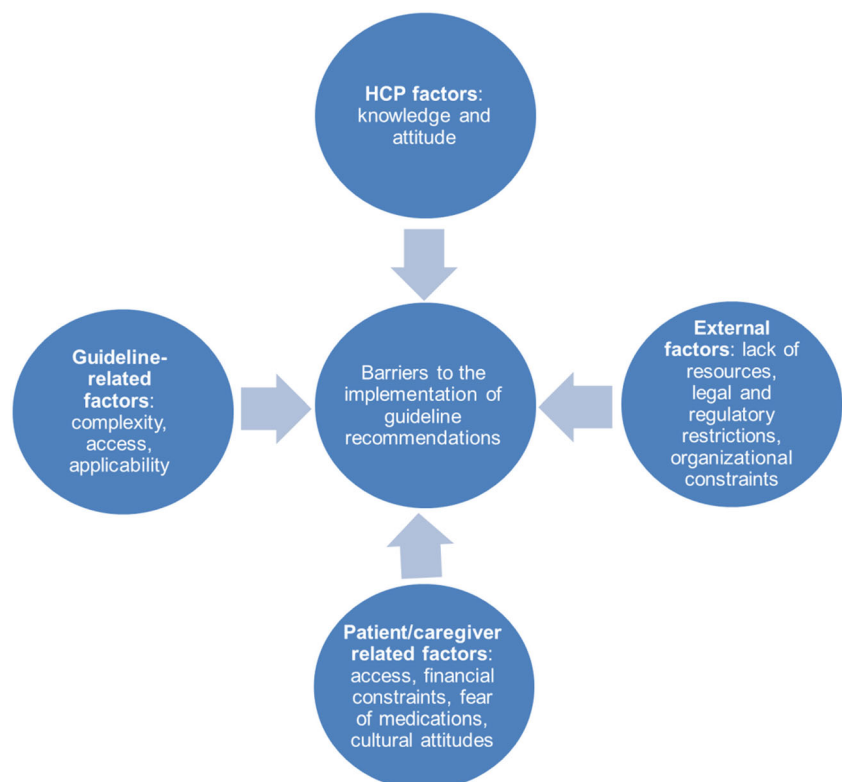 HCP factors:
knowledge and
attitude
Guideline-
related factors:
complexity,
access,
applicability
Barriers to the
implementation of
guideline
recommendations
External
factors: lack of
resources,
legal and
regulatory
restrictions,
organizational
constraints
Patient/caregiver
related factors:
access, financial
constraints, fear
of medications,
cultural attitudes